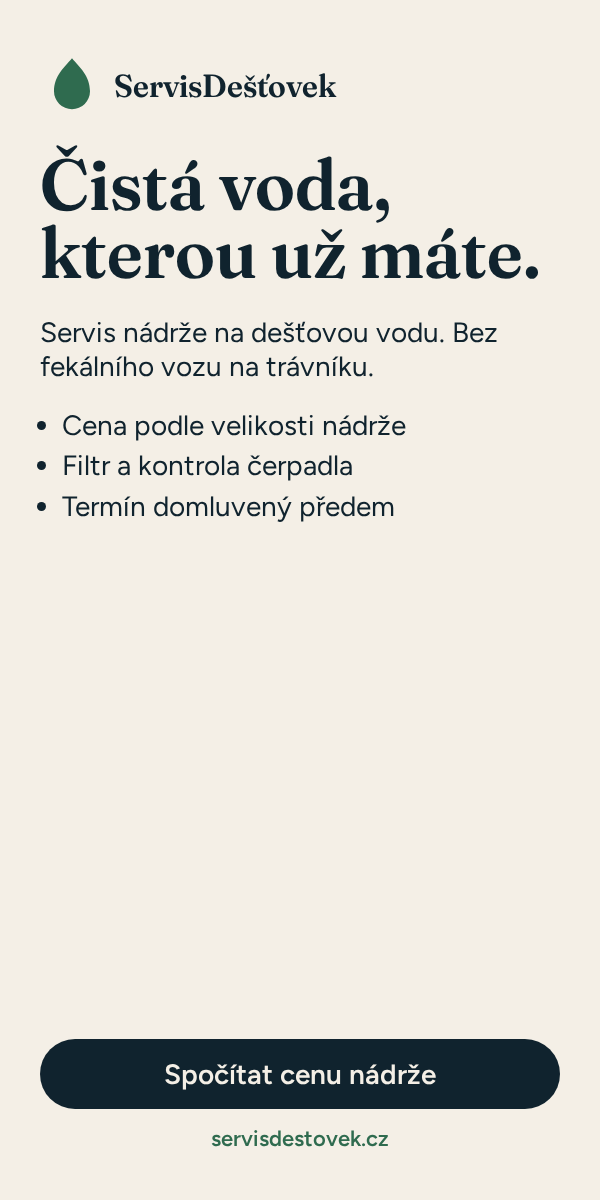 ServisDešťovek
Čistá voda,
kterou už máte.
Servis nádrže na dešťovou vodu. Bez
fekálního vozu na trávníku.
• Cena podle velikosti nádrže
• Filtr a kontrola čerpadla
• Termín domluvený předem
Spočítat cenu nádrže
servisdestovek.cz